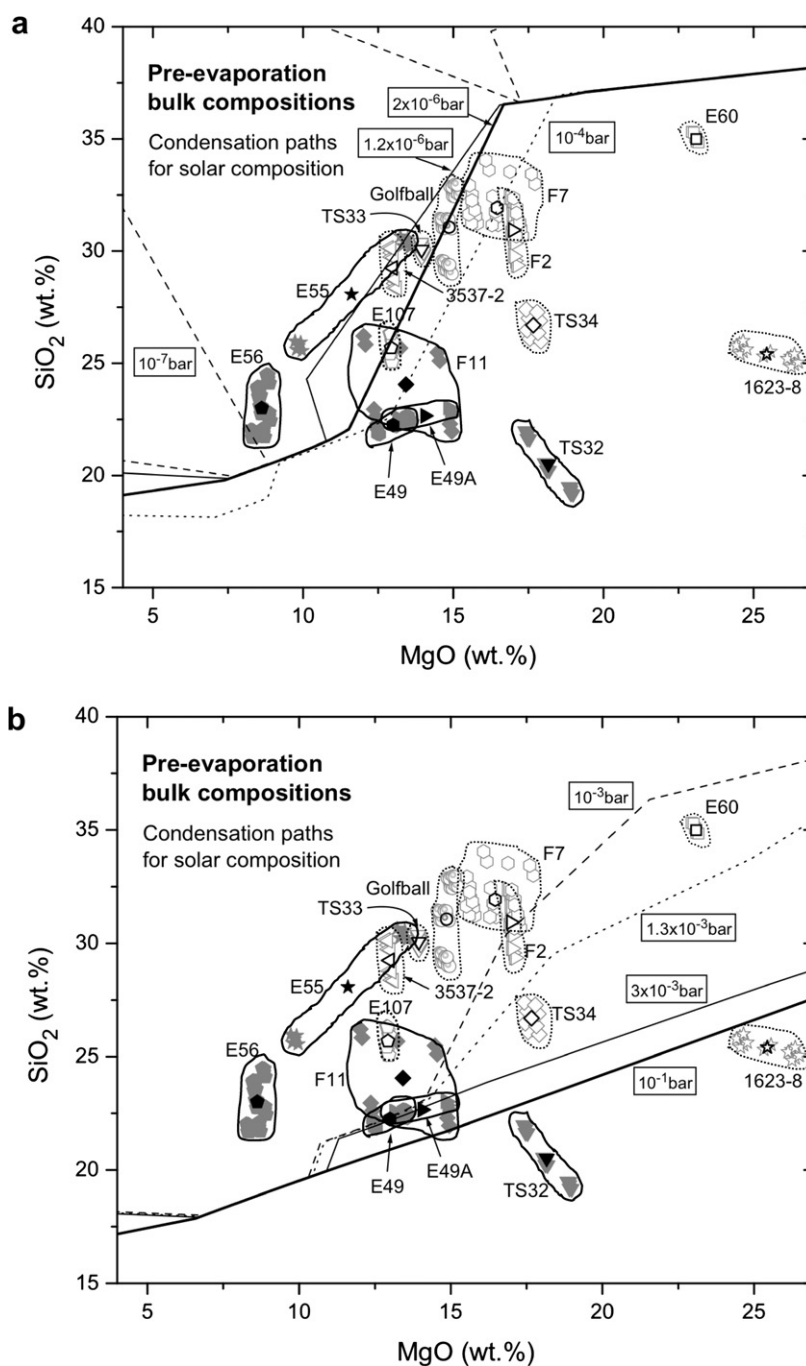 a
40
35
30
25
20
15
SiO₂ (wt.%)
Pre-evaporation
bulk compositions
Condensation paths
for solar composition
2x10⁻⁶bar
1.2x10⁻⁶bar
10⁻⁴bar
10⁻⁷bar
E60
Golfball
TS33
F7
F2
E55
3537-2
E107
TS34
E56
F11
1623-8
TS32
E49A
E49
5
10
15
20
25
MgO (wt.%)
b
40
35
30
25
20
15
SiO₂ (wt.%)
Pre-evaporation
bulk compositions
Condensation paths
for solar composition
10⁻³bar
E60
F7
Golfball
TS33
1.3x10⁻³bar
F2
E55
3537-2
3x10⁻³bar
E107
TS34
E56
F11
1623-8
10⁻¹bar
E49A
E49
TS32
5
10
15
20
25
MgO (wt.%)